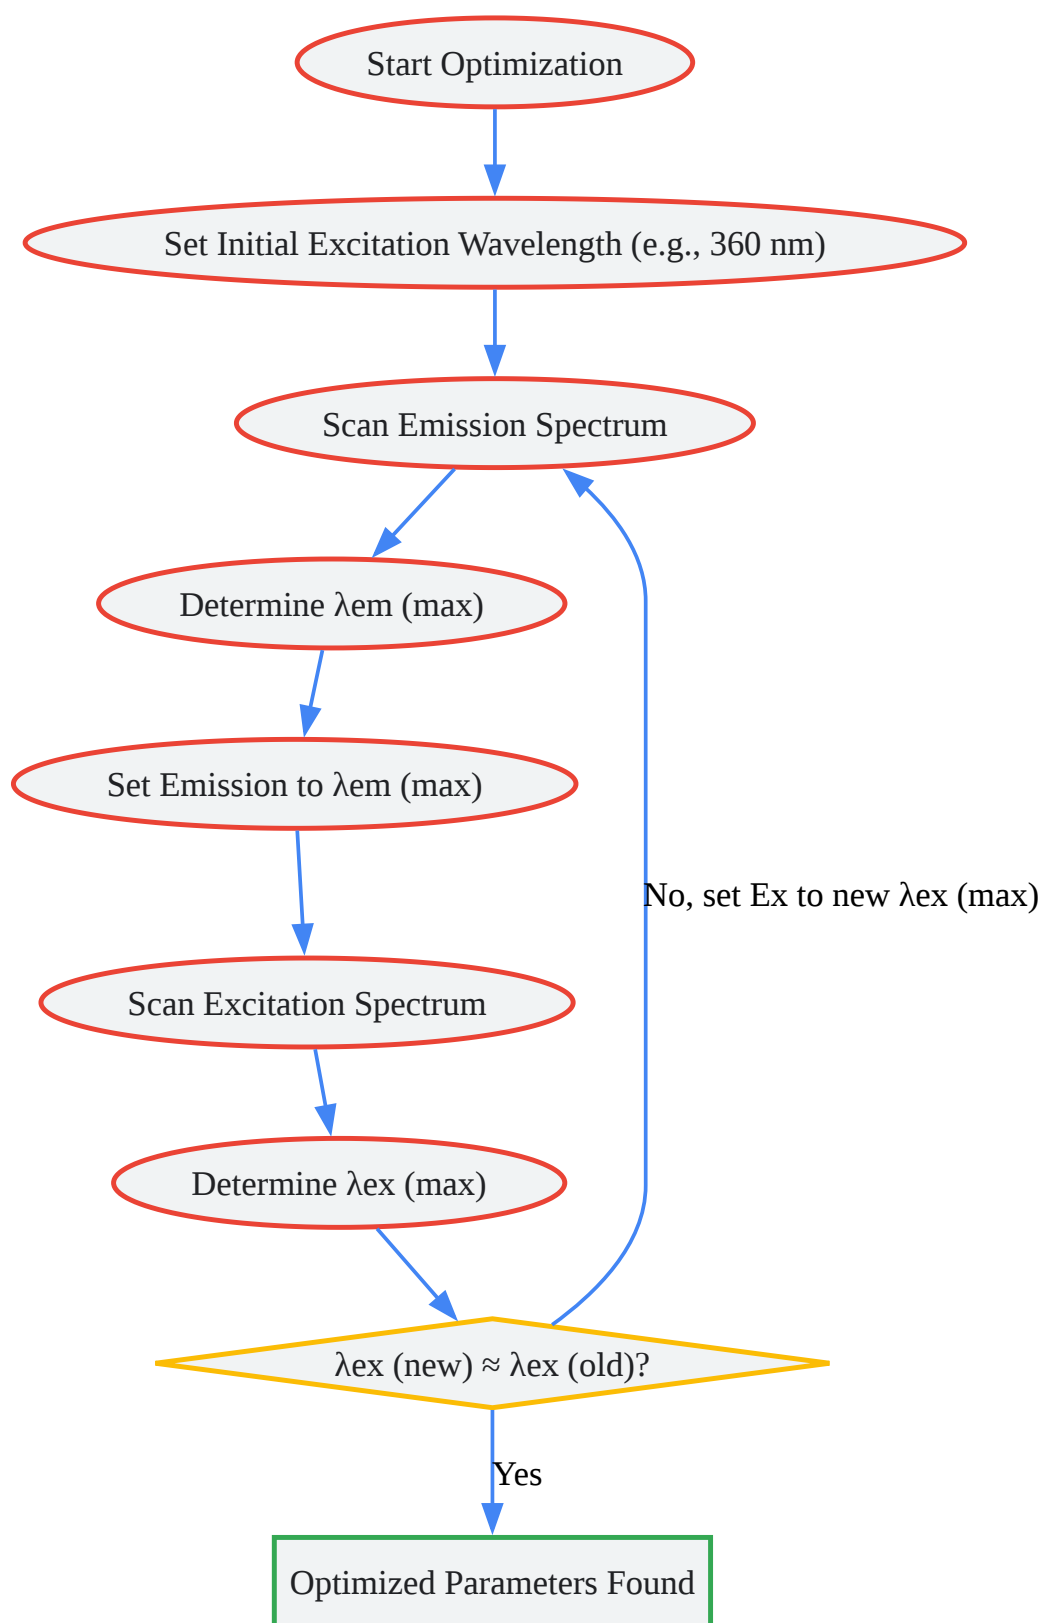 Start Optimization
Set Initial Excitation Wavelength (e.g., 360 nm)
Scan Emission Spectrum
Determine λem (max)
Set Emission to λem (max)
No, set Ex to new λex (max)
Scan Excitation Spectrum
Determine λex (max)
λex (new) ≈ λex (old)?
Yes
Optimized Parameters Found